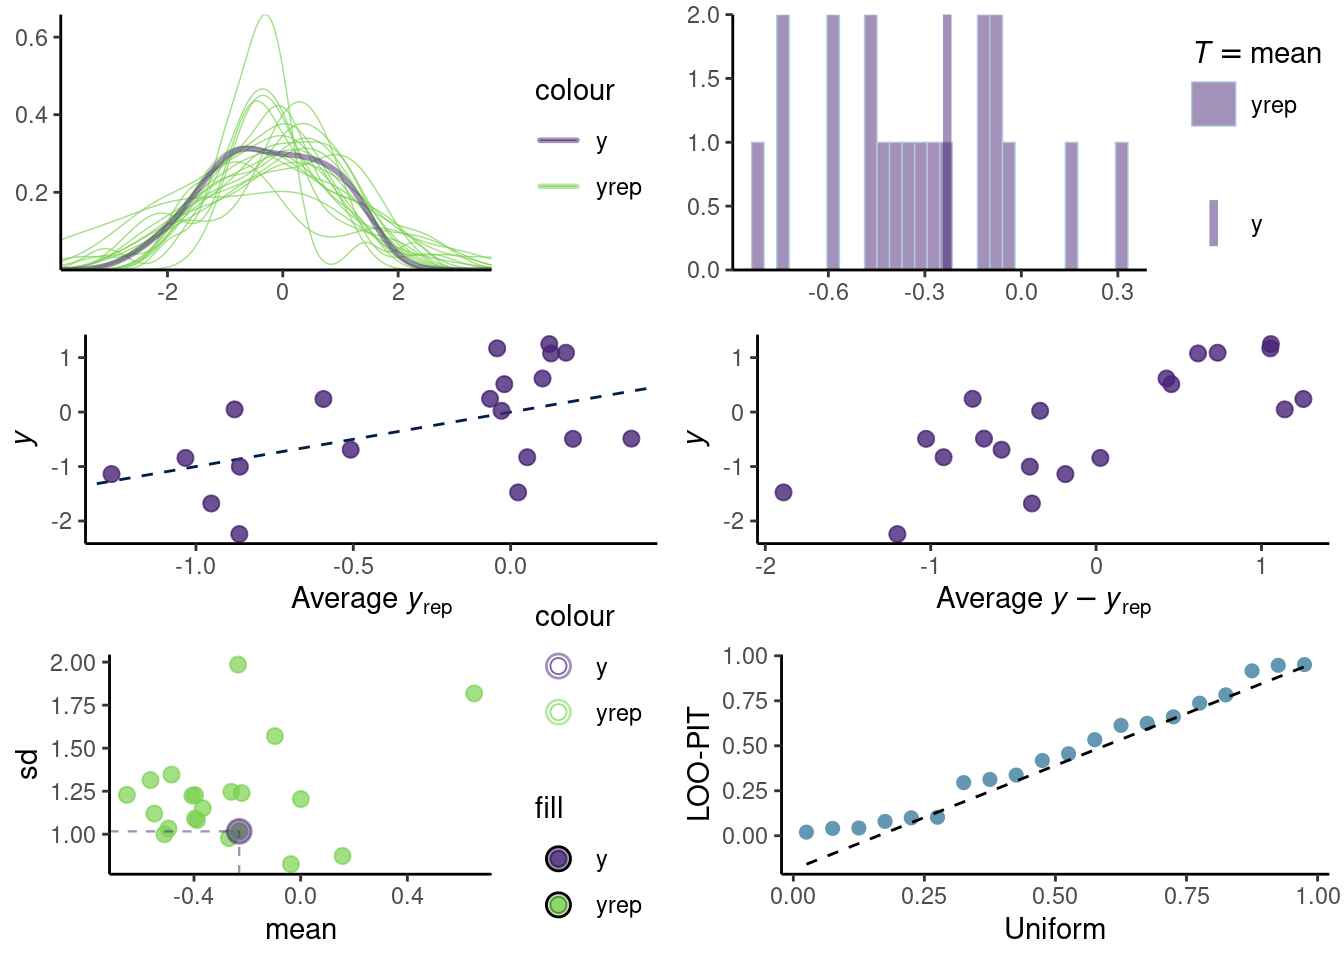 0.6
0.4
0.2
-2 0 2
colour
y
yrep
2.0
1.5
1.0
0.5
0.0
-0.6 -0.3 0.0 0.3
T = mean
yrep
y
y
1
0
-1
-2
-1.0 -0.5 0.0
Average y rep
y
1
0
-1
-2
-2 -1 0 1
Average y − y rep
sd
2.00
1.75
1.50
1.25
1.00
-0.4 0.0 0.4
mean
colour
y
yrep
fill
y
yrep
LOO-PIT
1.00
0.75
0.50
0.25
0.00
0.00 0.25 0.50 0.75 1.00
Uniform